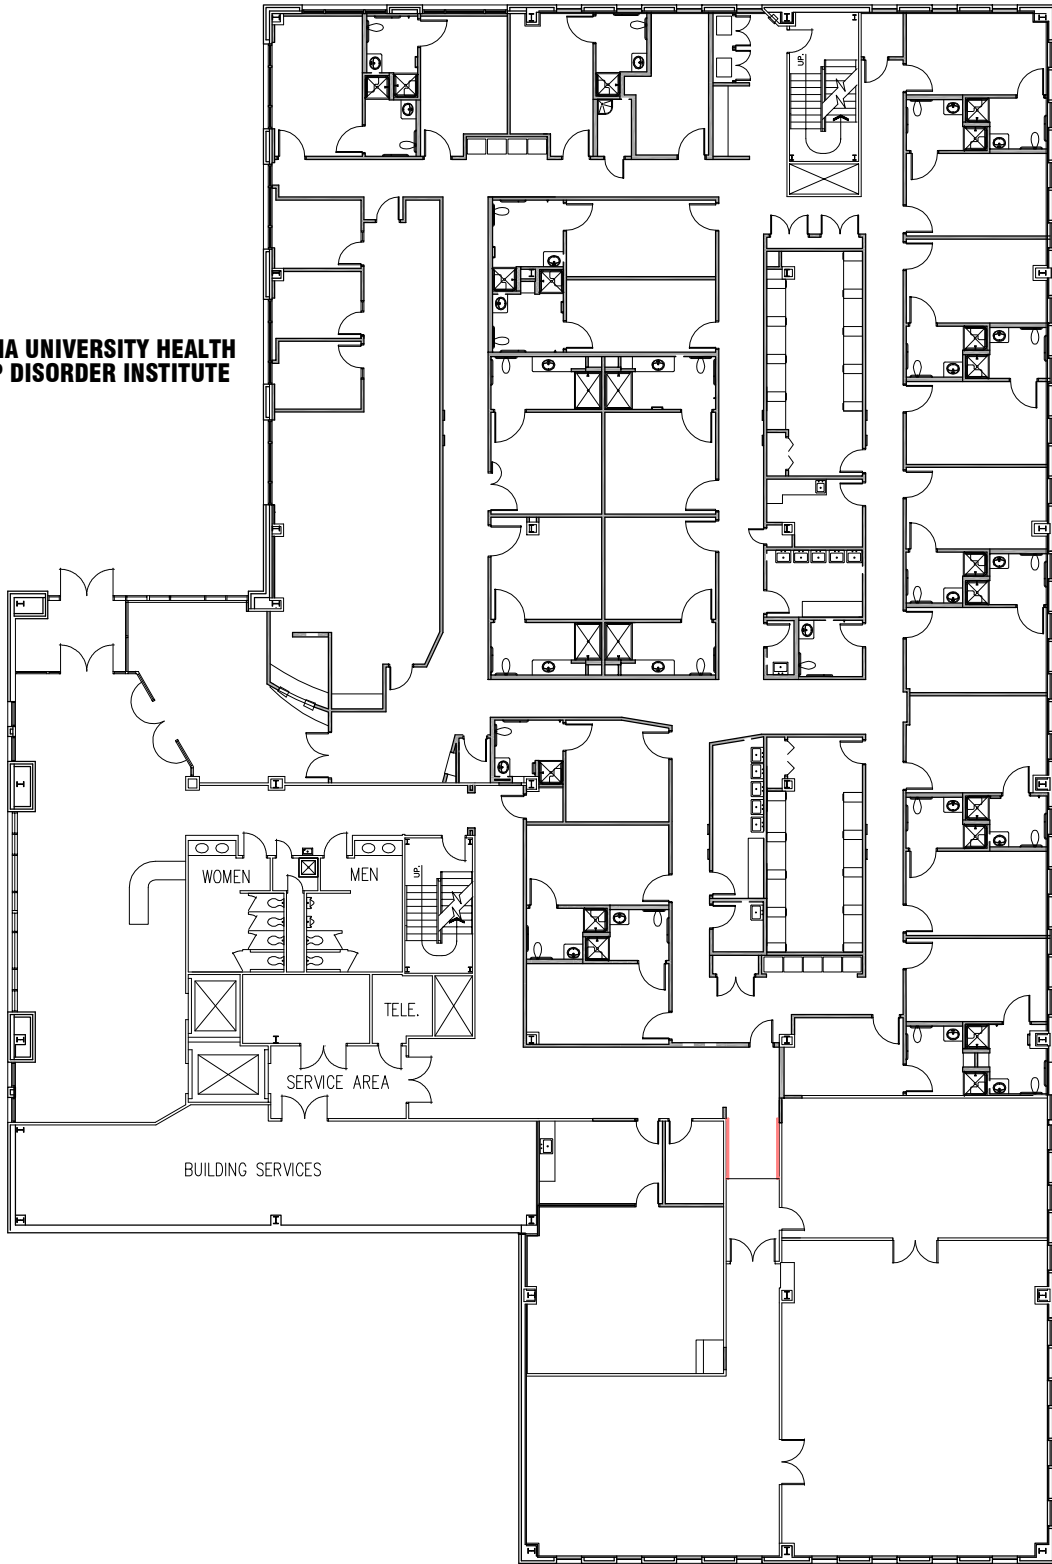 UP.
IA UNIVERSITY HEALTH
P DISORDER INSTITUTE
WOMEN
MEN
UP.
TELE.
SERVICE AREA
BUILDING SERVICES